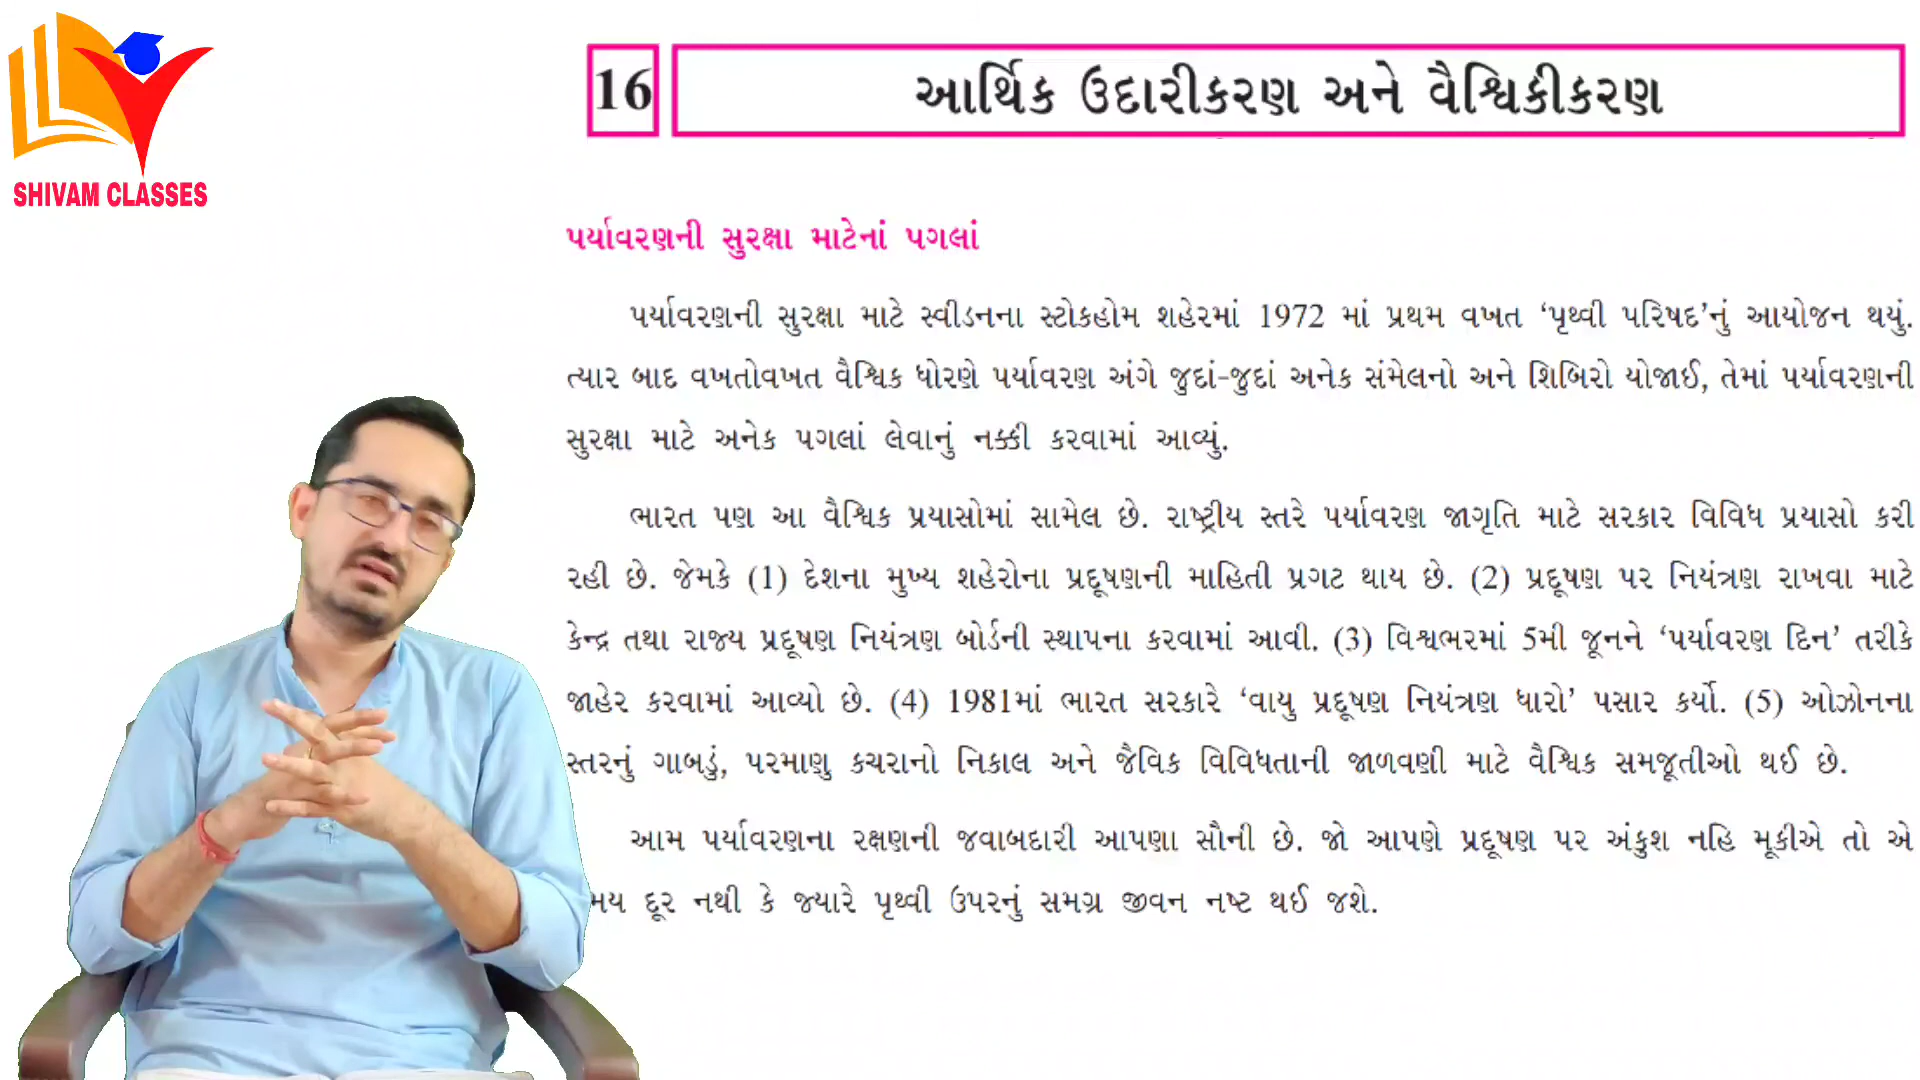 SHIVAM CLASSES
16
આર્થિક ઉદારીકરણ અને વૈશ્વિકીકરણ
પર્યાવરણની સુરક્ષા માટેનાં પગલાં
પર્યાવરણની સુરક્ષા માટે સ્વીડનના સ્ટોકહોમ શહેરમાં 1972 માં પ્રથમ વખત ‘પૃથ્વી પરિષદ’નું આયોજન થયું.
ત્યાર બાદ વખતોવખત વૈશ્વિક ધોરણે પર્યાવરણ અંગે જુદાં-જુદાં અનેક સંમેલનો અને શિબિરો યોજાઈ, તેમાં પર્યાવરણની
સુરક્ષા માટે અનેક પગલાં લેવાનું નક્કી કરવામાં આવ્યું.
ભારત પણ આ વૈશ્વિક પ્રયાસોમાં સામેલ છે. રાષ્ટ્રીય સ્તરે પર્યાવરણ જાગૃતિ માટે સરકાર વિવિધ પ્રયાસો કરી
રહી છે. જેમકે (1) દેશના મુખ્ય શહેરોના પ્રદૂષણની માહિતી પ્રગટ થાય છે. (2) પ્રદૂષણ પર નિયંત્રણ રાખવા માટે
કેન્દ્ર તથા રાજ્ય પ્રદૂષણ નિયંત્રણ બોર્ડની સ્થાપના કરવામાં આવી. (3) વિશ્વભરમાં 5મી જૂનને ‘પર્યાવરણ દિન’ તરીકે
જાહેર કરવામાં આવ્યો છે. (4) 1981માં ભારત સરકારે ‘વાયુ પ્રદૂષણ નિયંત્રણ ધારો’ પસાર કર્યો. (5) ઓઝોનના
સ્તરનું ગાબડું, પરમાણુ કચરાનો નિકાલ અને જૈવિક વિવિધતાની જાળવણી માટે વૈશ્વિક સમજૂતીઓ થઈ છે.
આમ પર્યાવરણના રક્ષણની જવાબદારી આપણા સૌની છે. જો આપણે પ્રદૂષણ પર અંકુશ નહિ મૂકીએ તો એ
મય દૂર નથી કે જ્યારે પૃથ્વી ઉપરનું સમગ્ર જીવન નષ્ટ થઈ જશે.